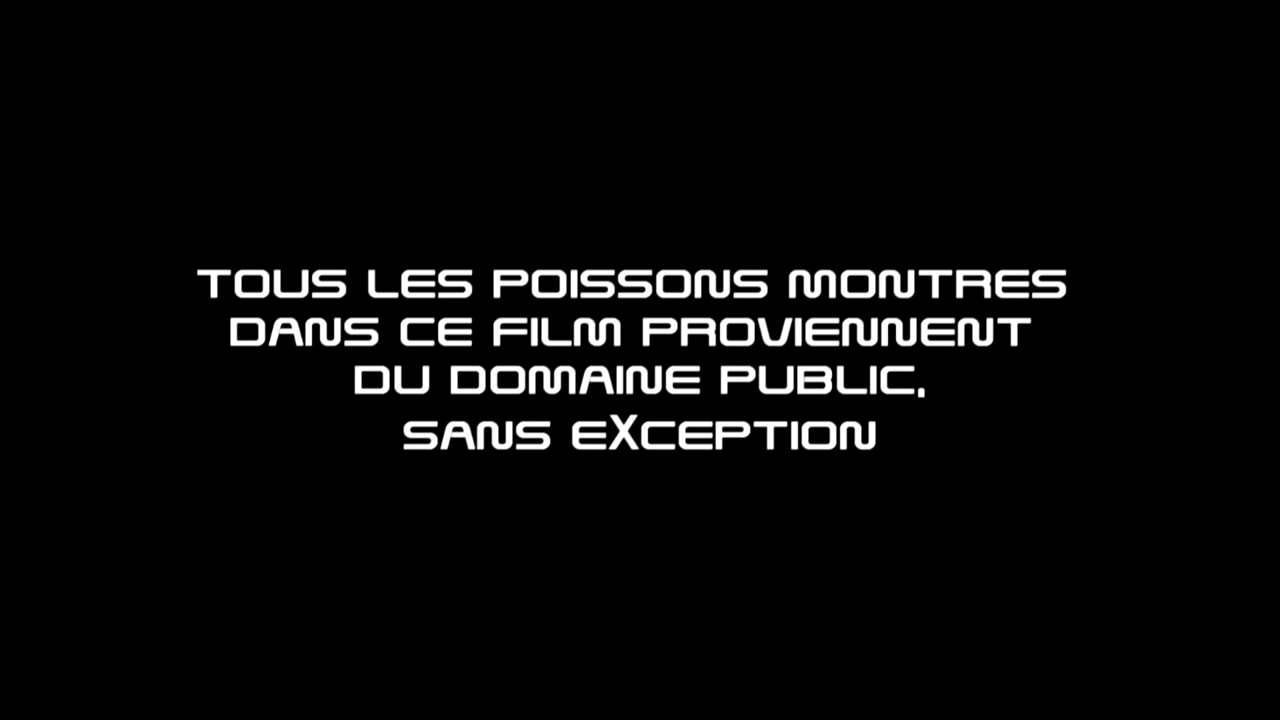 TOUS LES POISSONS MONTRES
DANS CE FILM PROVIENNENT
DU DOMAINE PUBLIC,
SANS EXCEPTION